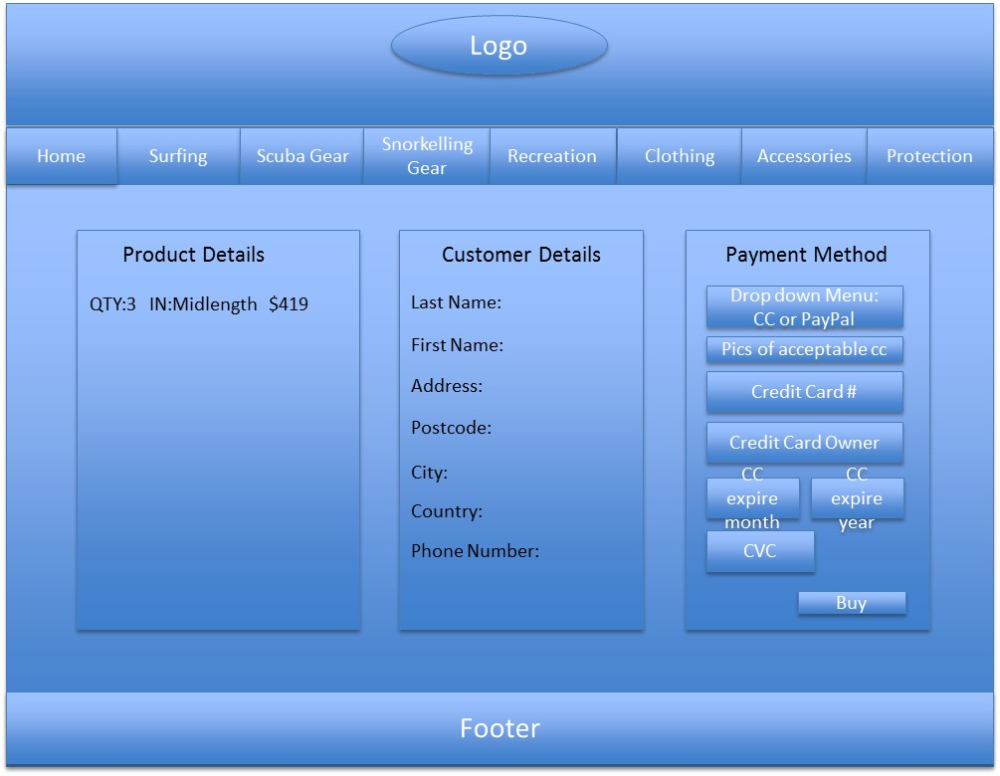 Logo
Home
Surfing
Scuba Gear
Snorkelling
Gear
Recreation
Clothing
Accessories
Protection
Product Details
QTY:3 IN:Midlength $419
Customer Details
Last Name:
First Name:
Address:
Postcode:
City:
Country:
Phone Number:
Payment Method
Drop down Menu:
CC or PayPal
Pics of acceptable cc
Credit Card #
Credit Card Owner
CC
expire
month
CC
expire
year
CVC
Buy
Footer